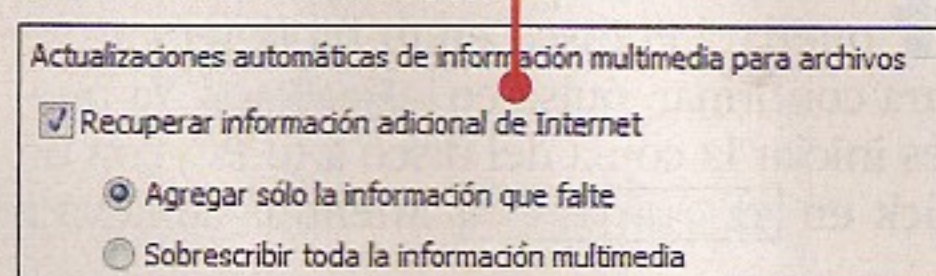 Actualizaciones automáticas de información multimedia para archivos
Recuperar información adicional de Internet
Agregar sólo la información que falte
Sobrescribir toda la información multimedia